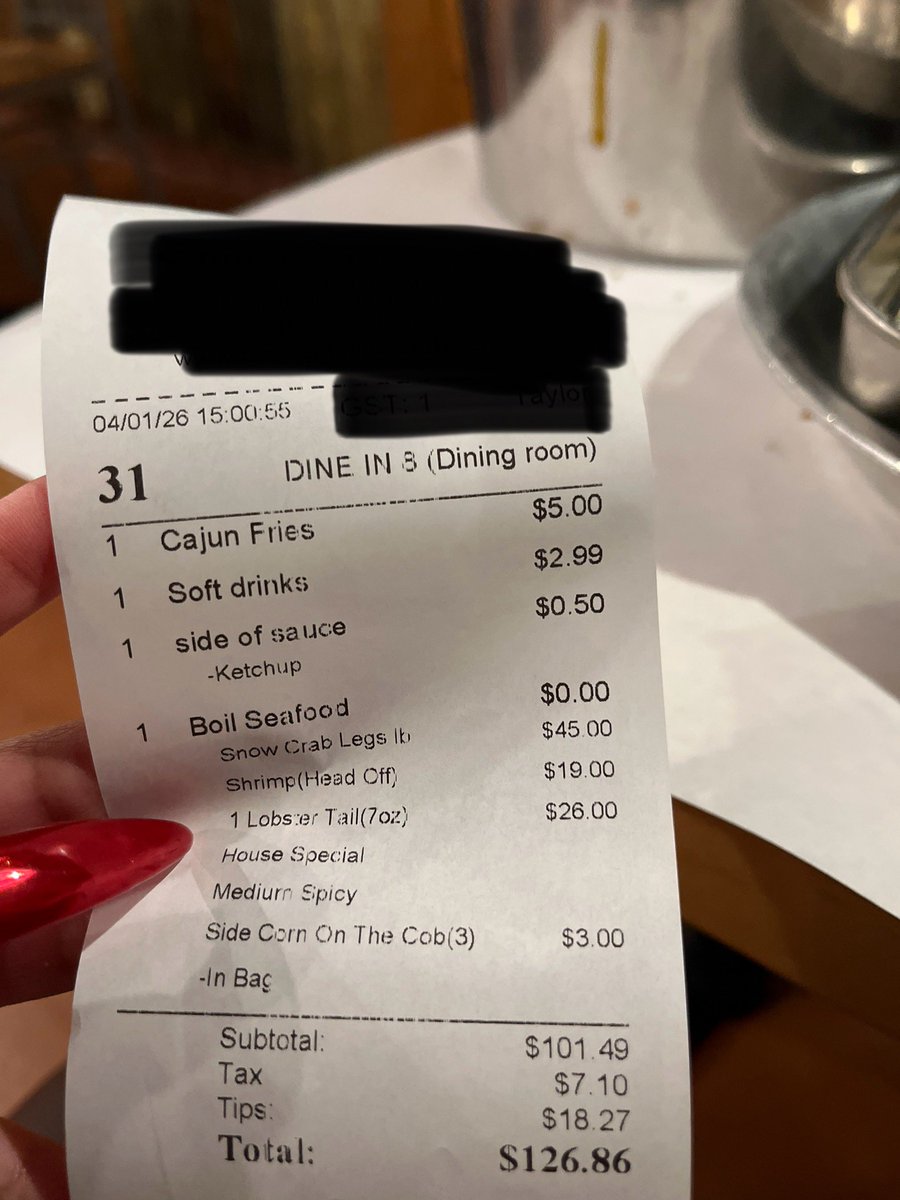 04/01/26 15:00:55 GST: 1 Taylor
31 DINE IN 8 (Dining room)
1 Cajun Fries $5.00
1 Soft drinks $2.99
1 side of sauce $0.50
-Ketchup
1 Boil Seafood $0.00
Snow Crab Legs lb $45.00
Shrimp(Head Off) $19.00
1 Lobster Tail(7oz) $26.00
House Special
Medium Spicy
Side Corn On The Cob(3) $3.00
-In Bag
Subtotal: $101.49
Tax $7.10
Tips: $18.27
Total: $126.86